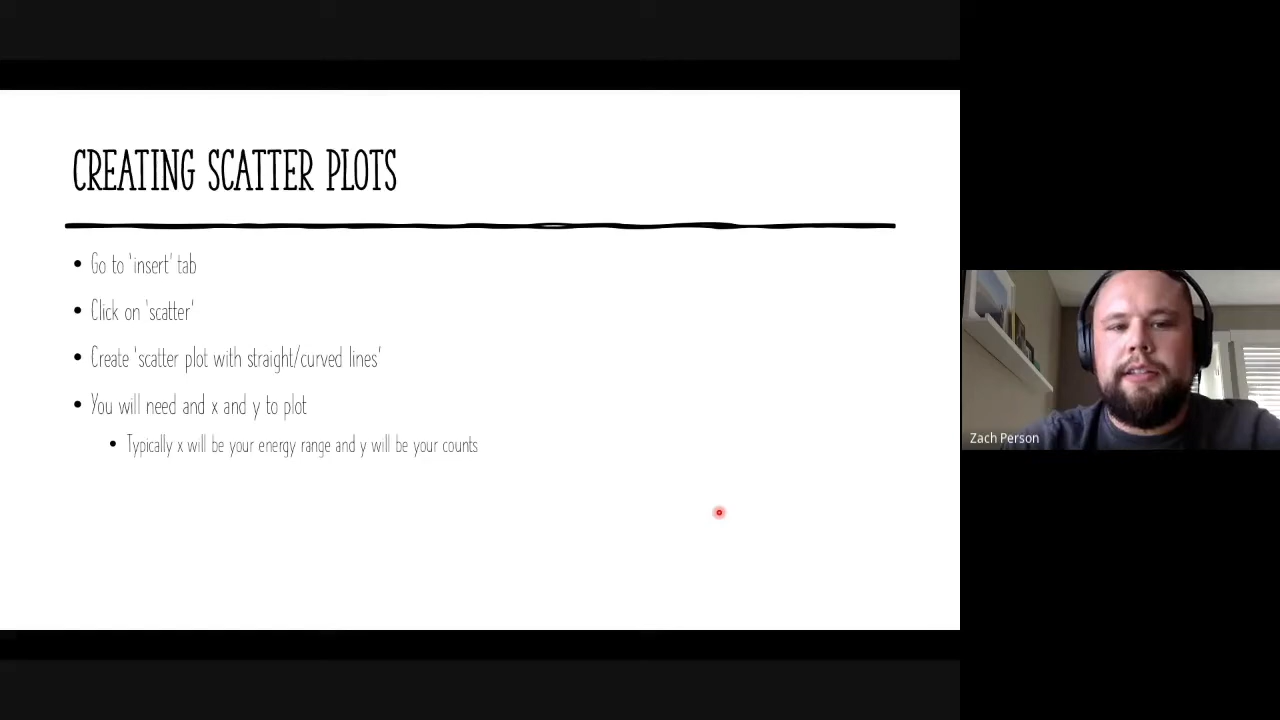 CREATING SCATTER PLOTS
• Go to 'insert' tab
• Click on 'scatter'
• Create 'scatter plot with straight/curved lines'
• You will need and x and y to plot
• Typically x will be your energy range and y will be your counts
Zach Person